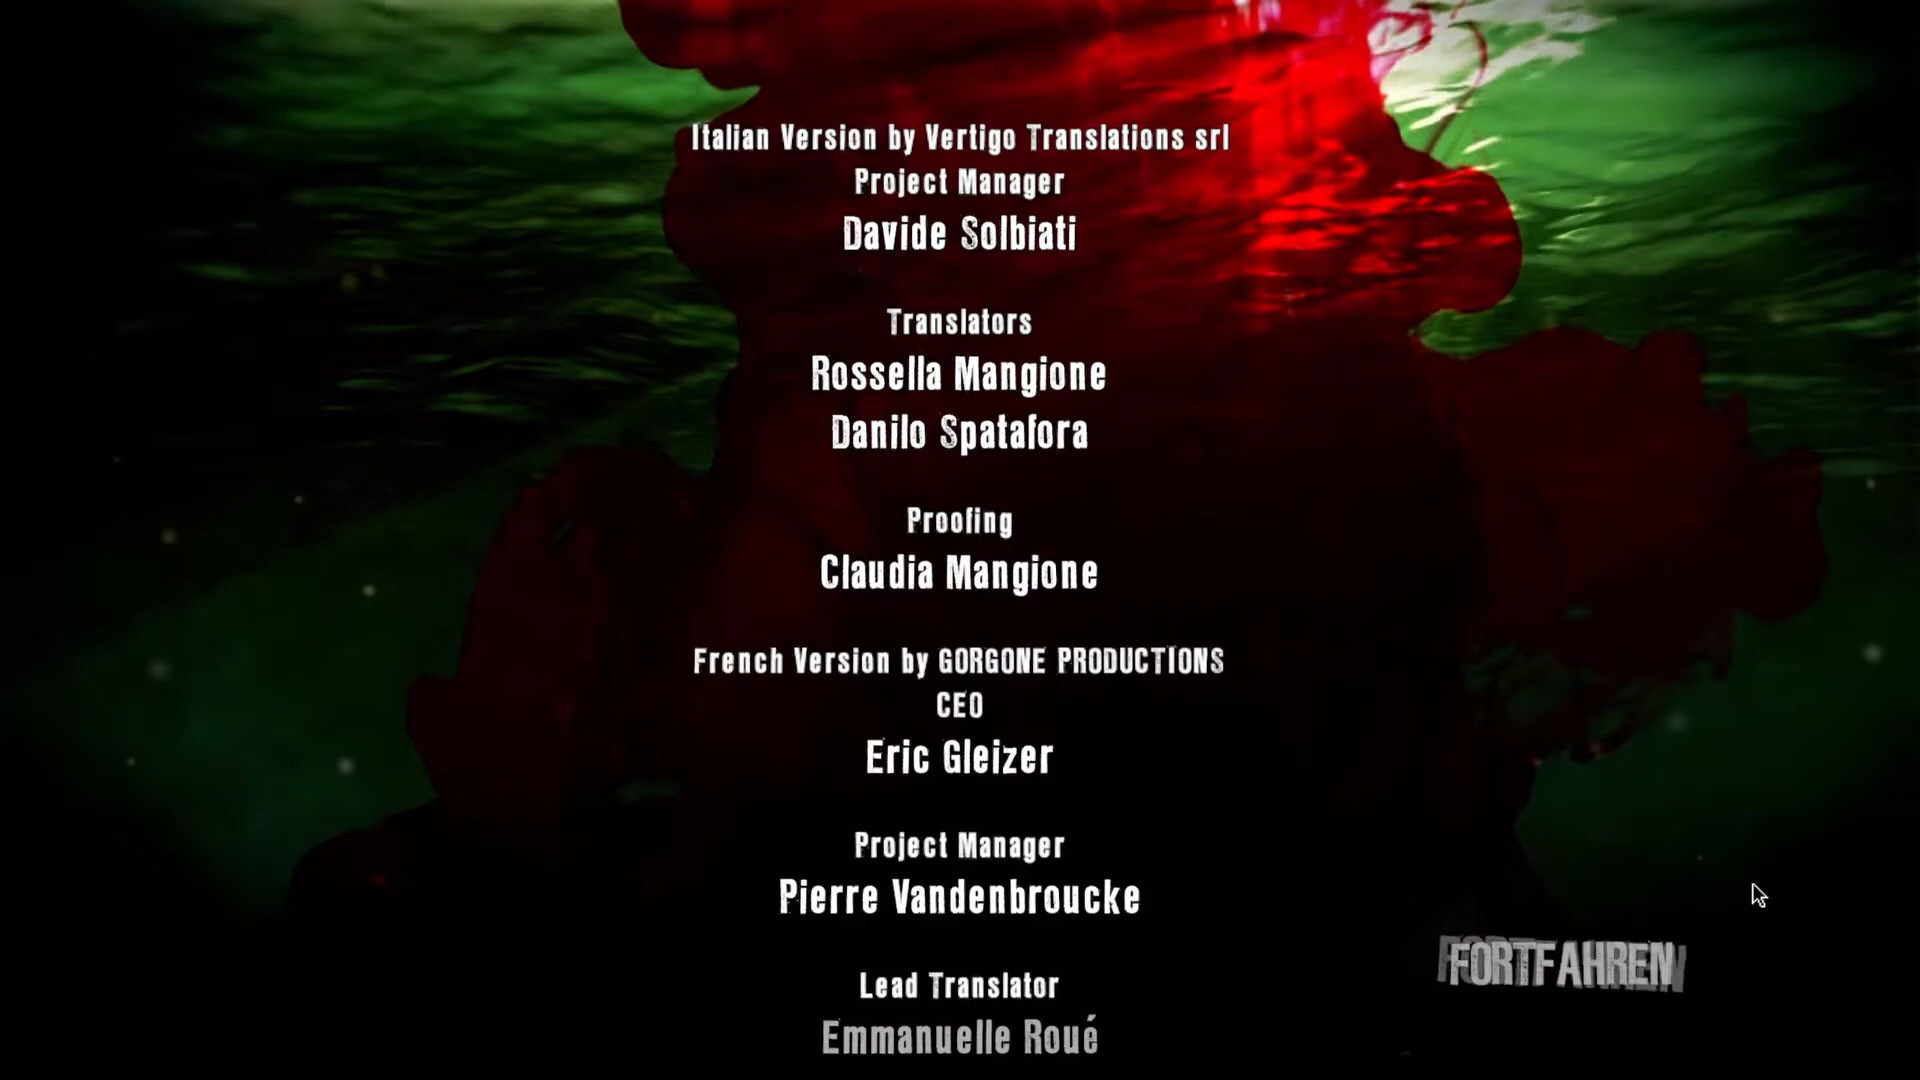 Italian Version by Vertigo Translations srl
Project Manager
Davide Solbiati
Translators
Rossella Mangione
Danilo Spatafora
Proofing
Claudia Mangione
French Version by GORGONE PRODUCTIONS
CEO
Eric Gleizer
Project Manager
Pierre Vandenbroucke
FORTFAHREN
Lead Translator
Emmanuelle Roué